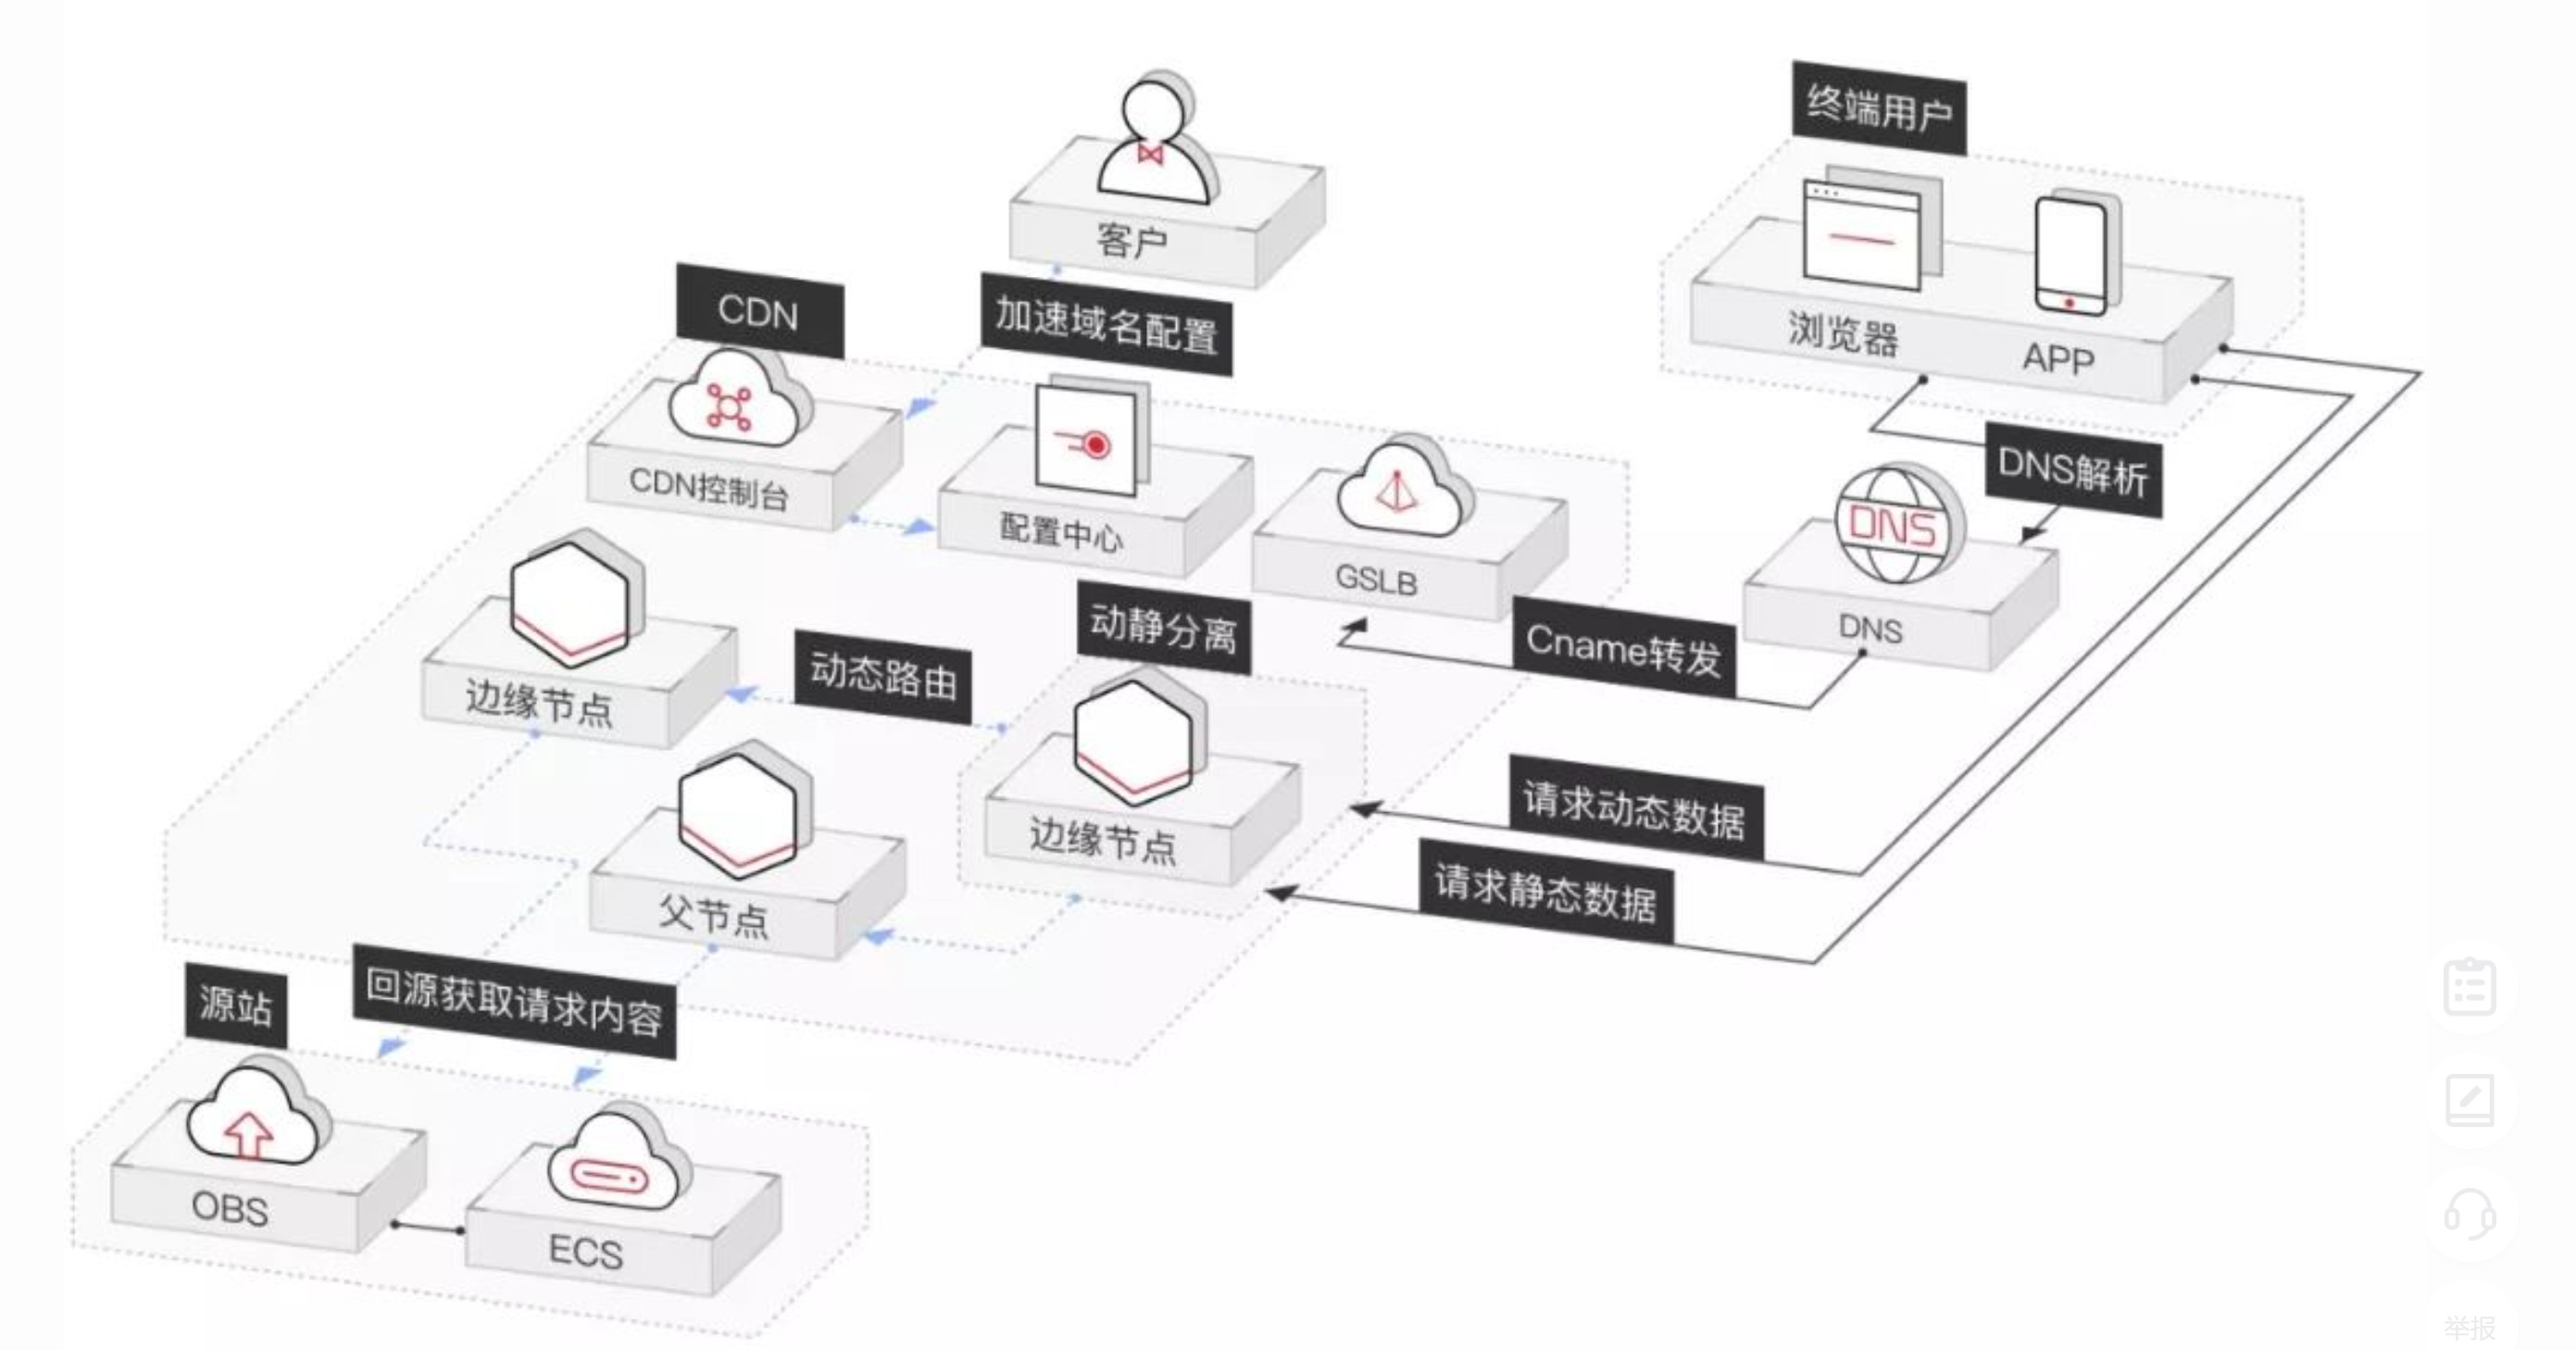 终端用户
客户
浏览器
APP
CDN
加速域名配置
CDN控制台
配置中心
GSLB
DNS解析
DNS
DNS
Cname转发
动静分离
动态路由
边缘节点
边缘节点
父节点
请求动态数据
请求静态数据
源站
回源获取请求内容
OBS
ECS
举报